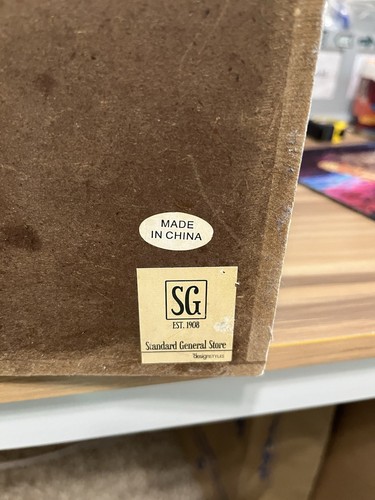 MADE
IN CHINA
SG
EST. 1908
Standard General Store